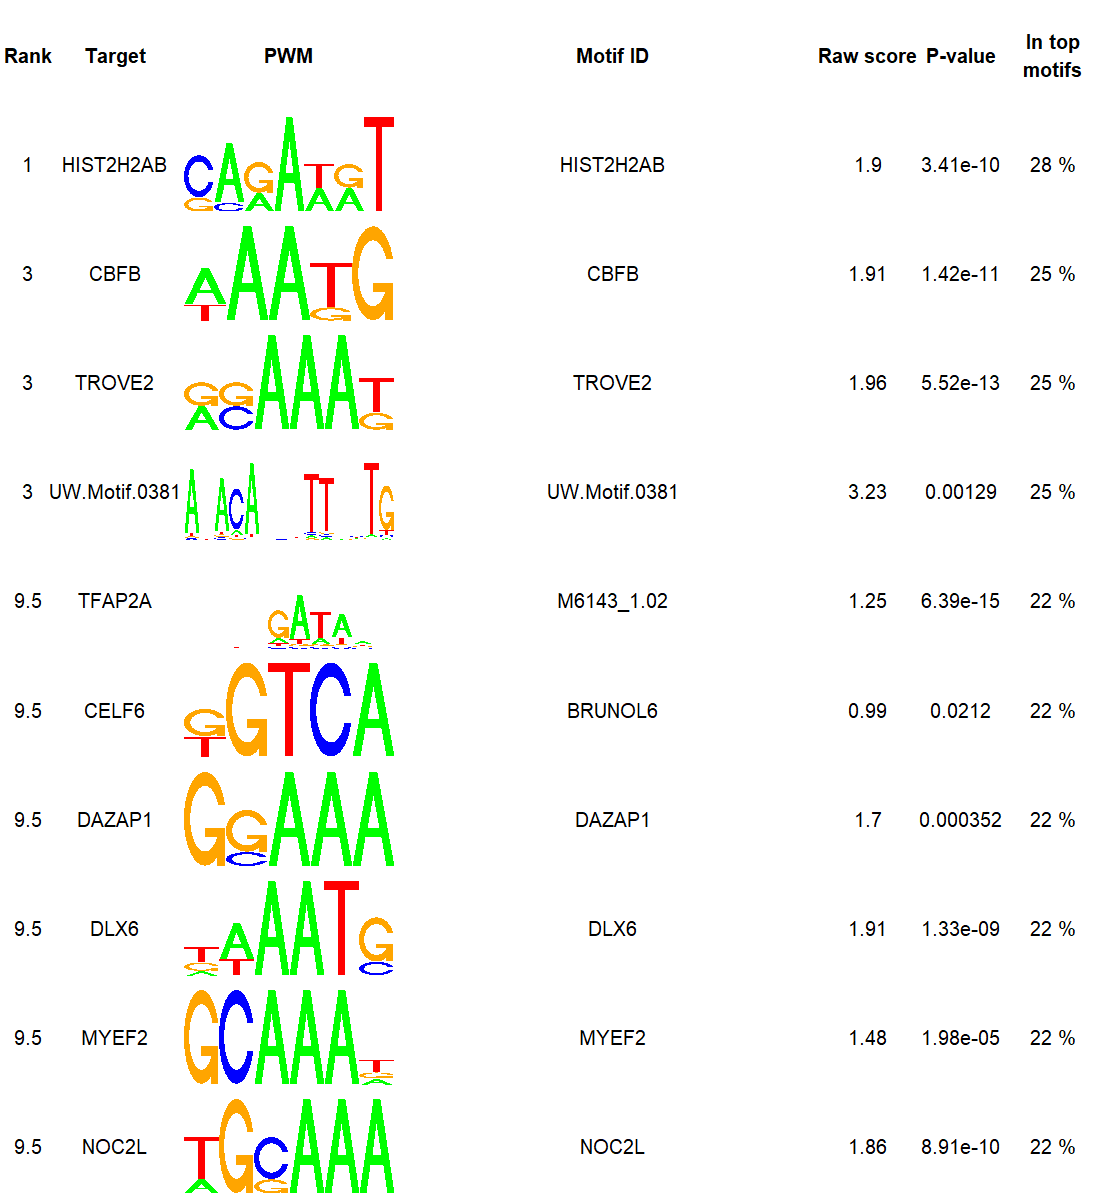 Rank Target PWM Motif ID Raw score P-value In top motifs
1 HIST2H2AB HIST2H2AB 1.9 3.41e-10 28 %
3 CBFB CBFB 1.91 1.42e-11 25 %
3 TROVE2 TROVE2 1.96 5.52e-13 25 %
3 UW.Motif.0381 UW.Motif.0381 3.23 0.00129 25 %
9.5 TFAP2A M6143_1.02 1.25 6.39e-15 22 %
9.5 CELF6 BRUNOL6 0.99 0.0212 22 %
9.5 DAZAP1 DAZAP1 1.7 0.000352 22 %
9.5 DLX6 DLX6 1.91 1.33e-09 22 %
9.5 MYEF2 MYEF2 1.48 1.98e-05 22 %
9.5 NOC2L NOC2L 1.86 8.91e-10 22 %